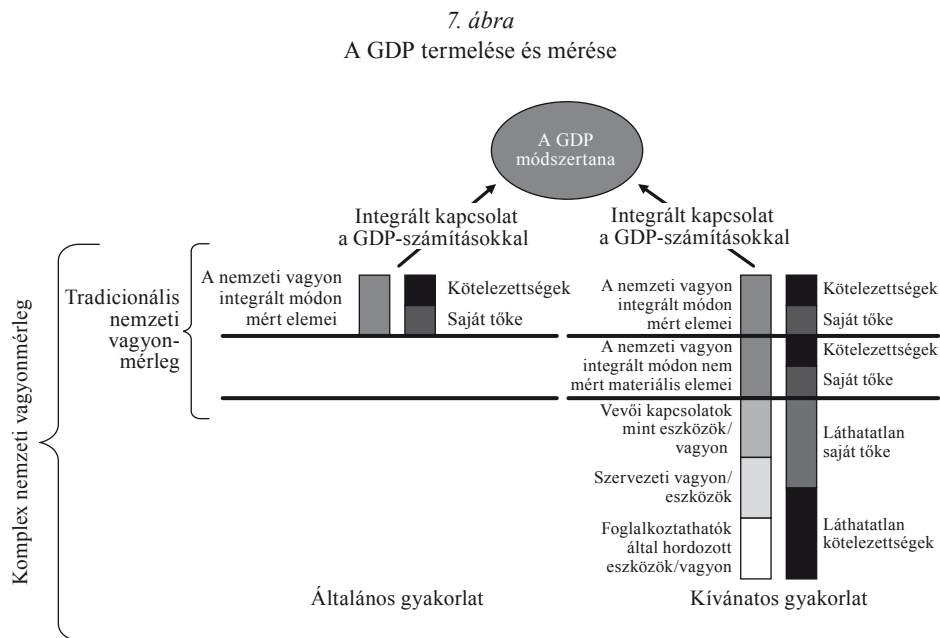 7. ábra
A GDP termelése és mérése
A GDP
módszertana
Integrált kapcsolat
a GDP-számításokkal
Integrált kapcsolat
a GDP-számításokkal
Komplex nemzeti vagyonmérleg
Tradicionális
nemzeti
vagyon-
mérleg
A nemzeti vagyon
integrált módon
mért elemei
Kötelezettségek
Saját tőke
A nemzeti vagyon
integrált módon
mért elemei
Kötelezettségek
Saját tőke
A nemzeti vagyon
integrált módon nem
mért materiális elemei
Kötelezettségek
Saját tőke
Vevői kapcsolatok
mint eszközök/
vagyon
Láthatatlan
saját tőke
Szervezeti vagyon/
eszközök
Foglalkoztathatók
által hordozott
eszközök/vagyon
Láthatatlan
kötelezettségek
Általános gyakorlat
Kívánatos gyakorlat